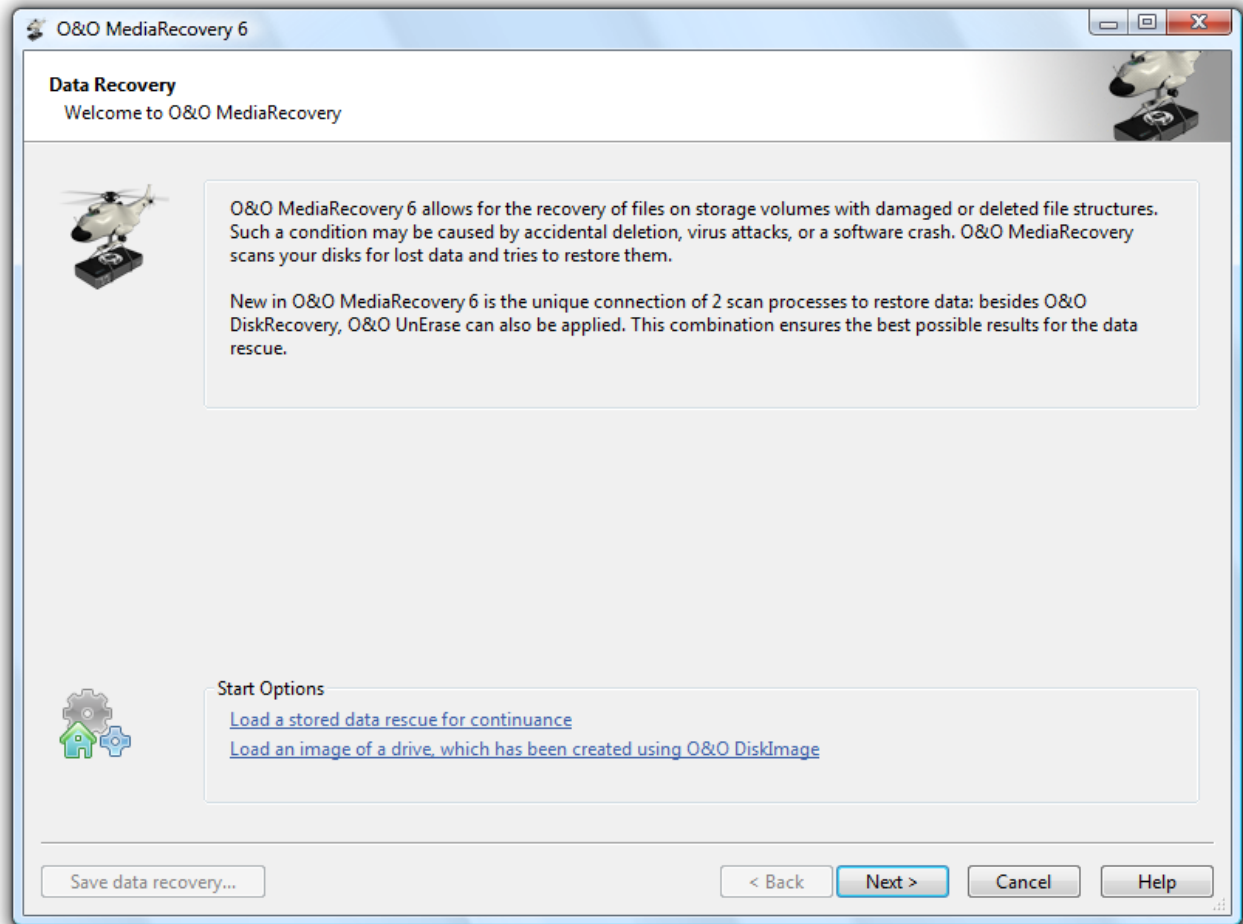 O&O MediaRecovery 6
Data Recovery
Welcome to O&O MediaRecovery
O&O MediaRecovery 6 allows for the recovery of files on storage volumes with damaged or deleted file structures.
Such a condition may be caused by accidental deletion, virus attacks, or a software crash. O&O MediaRecovery
scans your disks for lost data and tries to restore them.
New in O&O MediaRecovery 6 is the unique connection of 2 scan processes to restore data: besides O&O
DiskRecovery, O&O UnErase can also be applied. This combination ensures the best possible results for the data
rescue.
Start Options
Load a stored data rescue for continuance
Load an image of a drive, which has been created using O&O DiskImage
Save data recovery...
< Back
Next >
Cancel
Help